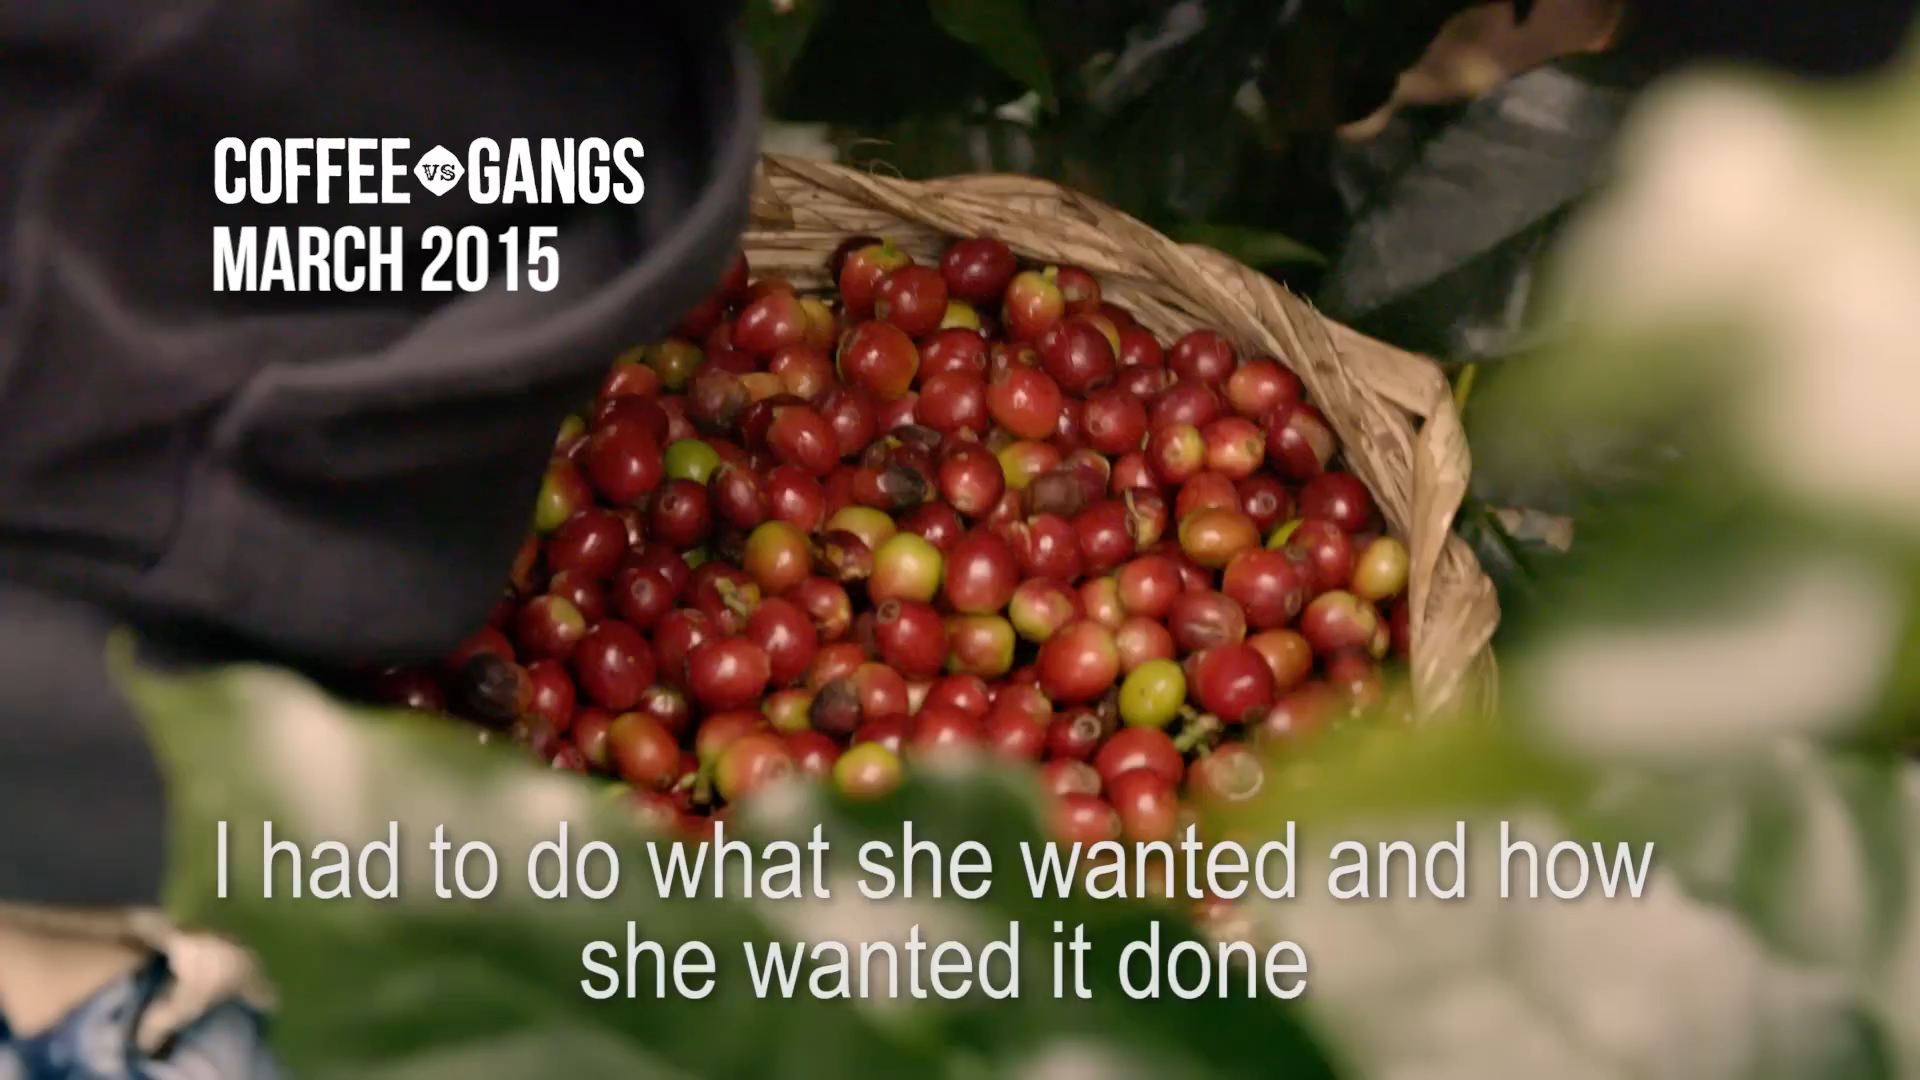 COFFEE VS GANGS
MARCH 2015
I had to do what she wanted and how
she wanted it done